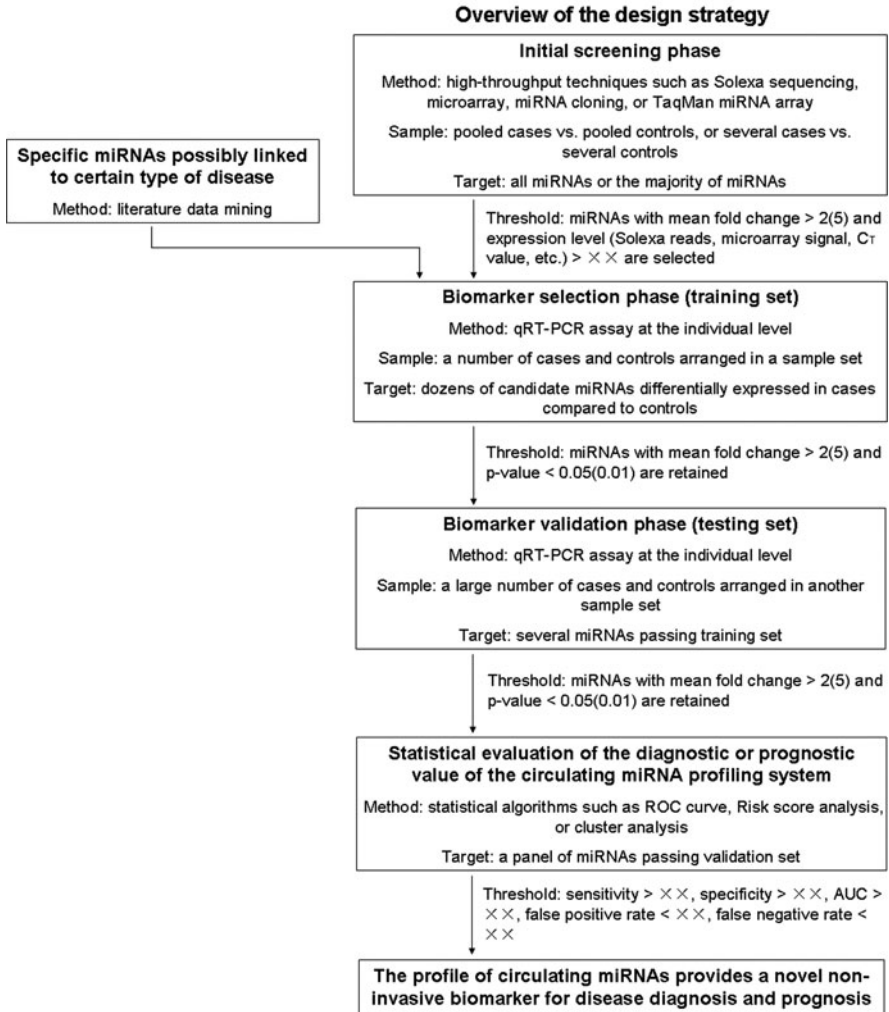 Overview of the design strategy
Initial screening phase
Method: high-throughput techniques such as Solexa sequencing,
microarray, miRNA cloning, or TaqMan miRNA array
Sample: pooled cases vs. pooled controls, or several cases vs.
several controls
Target: all miRNAs or the majority of miRNAs
Specific miRNAs possibly linked
to certain type of disease
Method: literature data mining
Threshold: miRNAs with mean fold change > 2(5) and
expression level (Solexa reads, microarray signal, CT
value, etc.) > ×× are selected
Biomarker selection phase (training set)
Method: qRT-PCR assay at the individual level
Sample: a number of cases and controls arranged in a sample set
Target: dozens of candidate miRNAs differentially expressed in cases
compared to controls
Threshold: miRNAs with mean fold change > 2(5) and
p-value < 0.05(0.01) are retained
Biomarker validation phase (testing set)
Method: qRT-PCR assay at the individual level
Sample: a large number of cases and controls arranged in another
sample set
Target: several miRNAs passing training set
Threshold: miRNAs with mean fold change > 2(5) and
p-value < 0.05(0.01) are retained
Statistical evaluation of the diagnostic or prognostic
value of the circulating miRNA profiling system
Method: statistical algorithms such as ROC curve, Risk score analysis,
or cluster analysis
Target: a panel of miRNAs passing validation set
Threshold: sensitivity > ××, specificity > ××, AUC >
××, false positive rate < ××, false negative rate <
××
The profile of circulating miRNAs provides a novel non-
invasive biomarker for disease diagnosis and prognosis